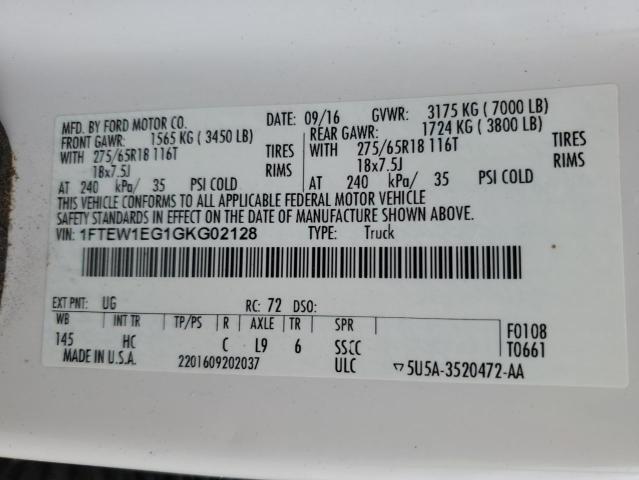 MFD. BY FORD MOTOR CO.
DATE: 09/16 GVWR: 3175 KG ( 7000 LB)
FRONT GAWR: 1565 KG ( 3450 LB)
REAR GAWR: 1724 KG ( 3800 LB)
WITH 275/65R18 116T TIRES
WITH 275/65R18 116T TIRES
18x7.5J RIMS
18x7.5J RIMS
AT 240 kPa/ 35 PSI COLD
AT 240 kPa/ 35 PSI COLD
THIS VEHICLE CONFORMS TO ALL APPLICABLE FEDERAL MOTOR VEHICLE
SAFETY STANDARDS IN EFFECT ON THE DATE OF MANUFACTURE SHOWN ABOVE.
VIN: 1FTEW1EG1GKG02128 TYPE: Truck
EXT PNT: UG RC: 72 DSO:
WB INT TR TP/PS R AXLE TR SPR F0108
145 HC C L9 6 SSCC T0661
MADE IN U.S.A. 2201609202037 ULC ▽5U5A-3520472-AA